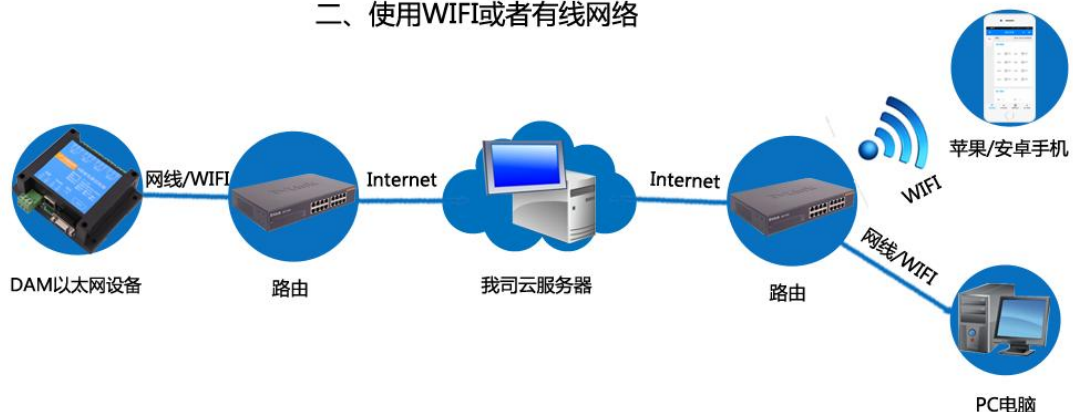 二、使用WIFI或者有线网络
苹果/安卓手机
网线/WIFI
Internet
Internet
WIFI
DAM以太网设备
路由
我司云服务器
路由
网线/WIFI
PC电脑